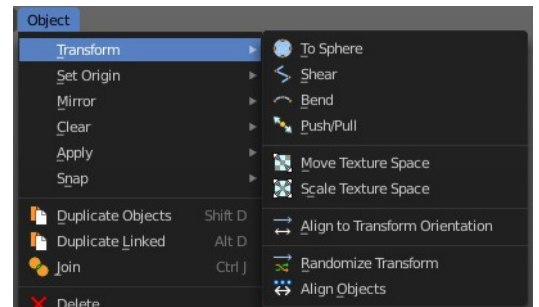 Object
Transform
Set Origin
Mirror
Clear
Apply
Snap
Duplicate Objects Shift D
Duplicate Linked Alt D
Join Ctrl J
Delete
To Sphere
Shear
Bend
Push/Pull
Move Texture Space
Scale Texture Space
Align to Transform Orientation
Randomize Transform
Align Objects